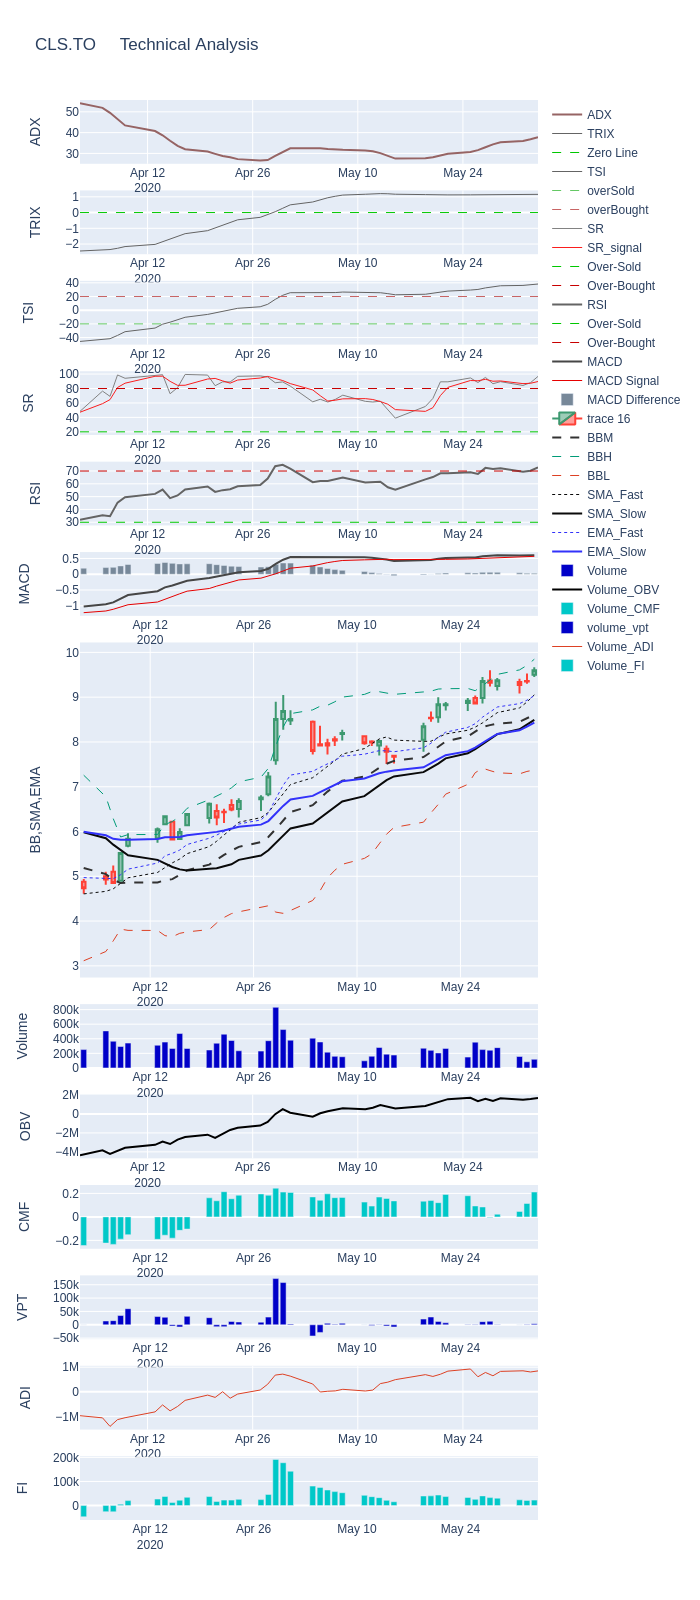 CLS.TO     Technical Analysis
ADX
50
40
30
Apr 12
2020
Apr 26
May 10
May 24
TRIX
1
0
−1
−2
Apr 12
2020
Apr 26
May 10
May 24
TSI
40
20
0
−20
−40
Apr 12
2020
Apr 26
May 10
May 24
SR
100
80
60
40
20
Apr 12
2020
Apr 26
May 10
May 24
RSI
70
60
50
40
30
Apr 12
2020
Apr 26
May 10
May 24
MACD
0.5
0
−0.5
−1
Apr 12
2020
Apr 26
May 10
May 24
BB,SMA,EMA
10
9
8
7
6
5
4
3
Apr 12
2020
Apr 26
May 10
May 24
Volume
800k
600k
400k
200k
0
Apr 12
2020
Apr 26
May 10
May 24
OBV
2M
0
−2M
−4M
Apr 12
2020
Apr 26
May 10
May 24
CMF
0.2
0
−0.2
Apr 12
2020
Apr 26
May 10
May 24
VPT
150k
100k
50k
0
−50k
Apr 12
2020
Apr 26
May 10
May 24
ADI
1M
0
−1M
Apr 12
2020
Apr 26
May 10
May 24
FI
200k
100k
0
Apr 12
2020
Apr 26
May 10
May 24
ADX
TRIX
Zero Line
TSI
overSold
overBought
SR
SR_signal
Over-Sold
Over-Bought
RSI
Over-Sold
Over-Bought
MACD
MACD Signal
MACD Difference
trace 16
BBM
BBH
BBL
SMA_Fast
SMA_Slow
EMA_Fast
EMA_Slow
Volume
Volume_OBV
Volume_CMF
volume_vpt
Volume_ADI
Volume_FI